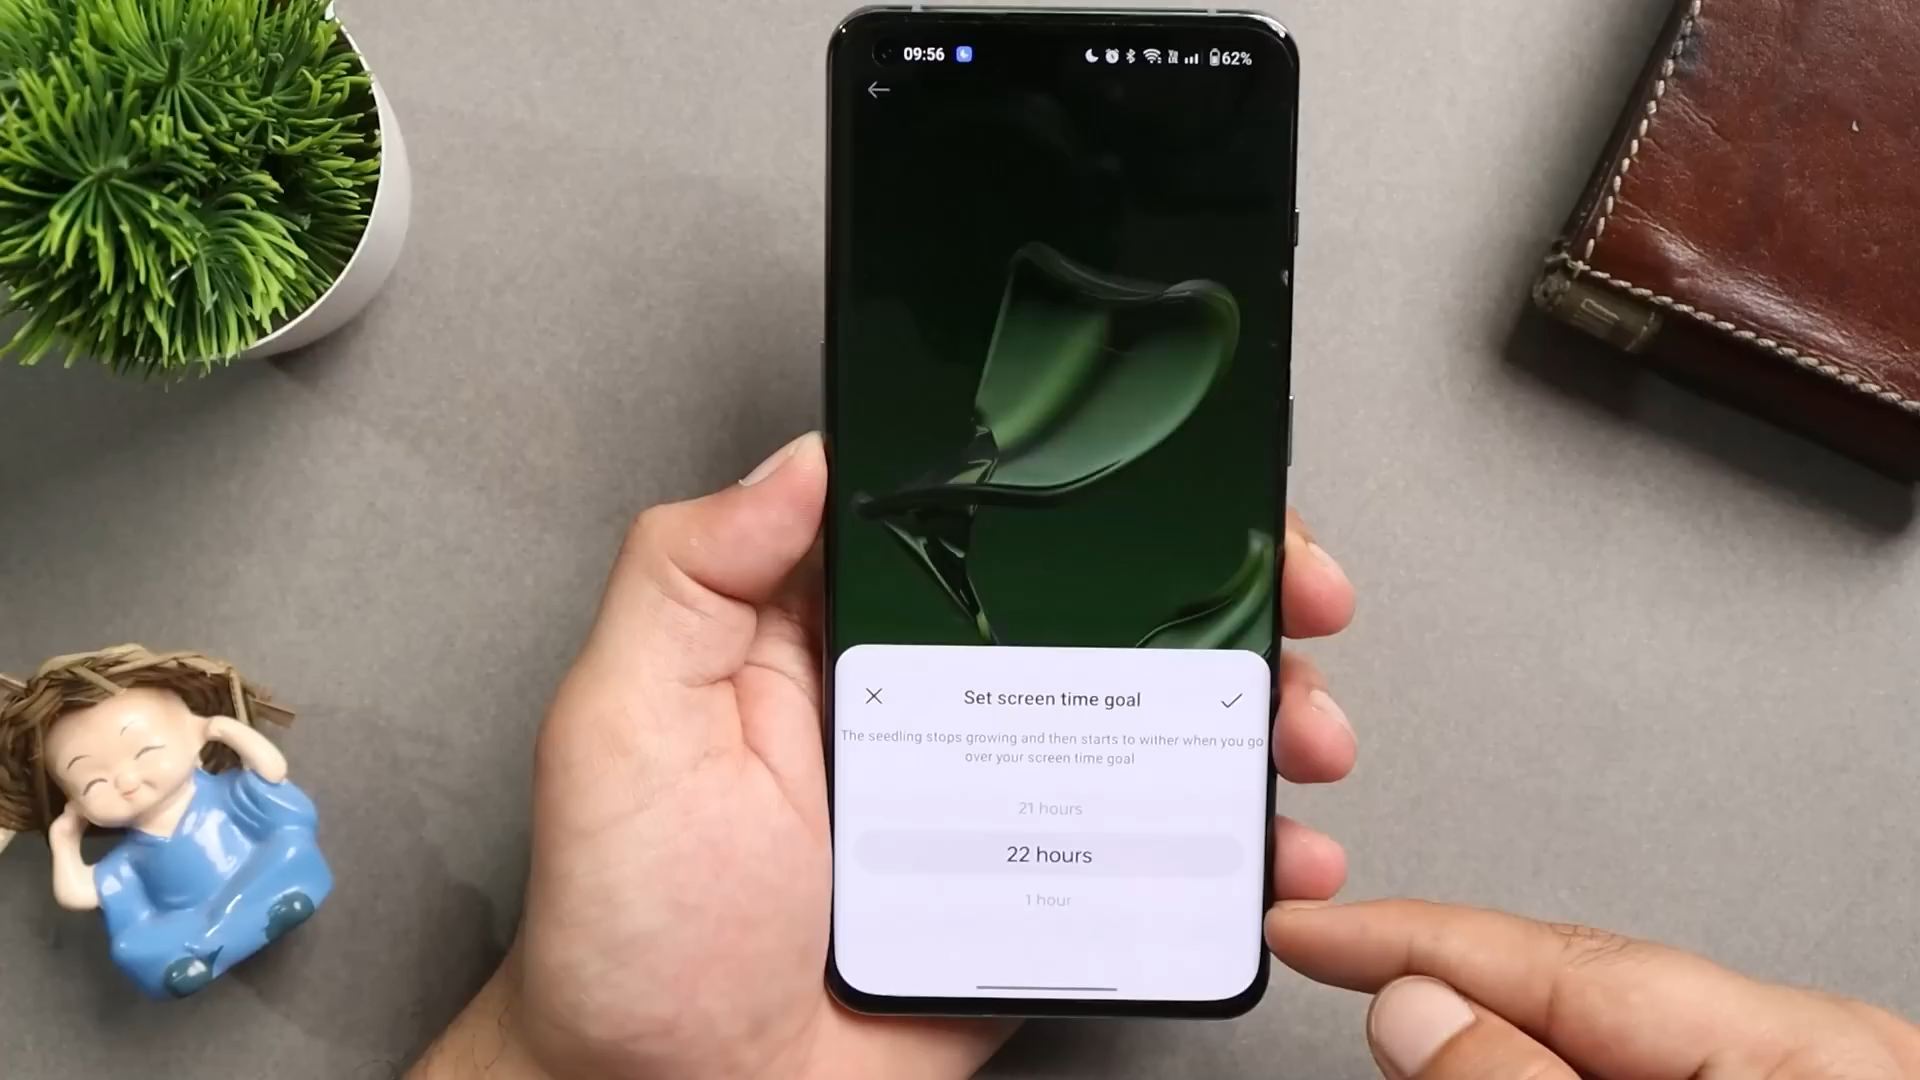 09:56
62%
Set screen time goal
The seedling stops growing and then starts to wither when you go
over your screen time goal
21 hours
22 hours
1 hour